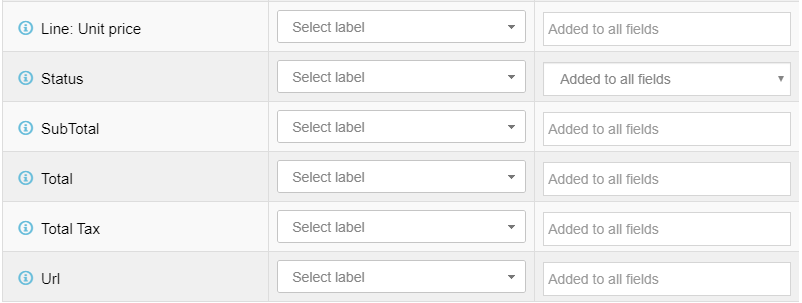 Line: Unit price Select label Added to all fields
Status Select label Added to all fields
SubTotal Select label Added to all fields
Total Select label Added to all fields
Total Tax Select label Added to all fields
Url Select label Added to all fields